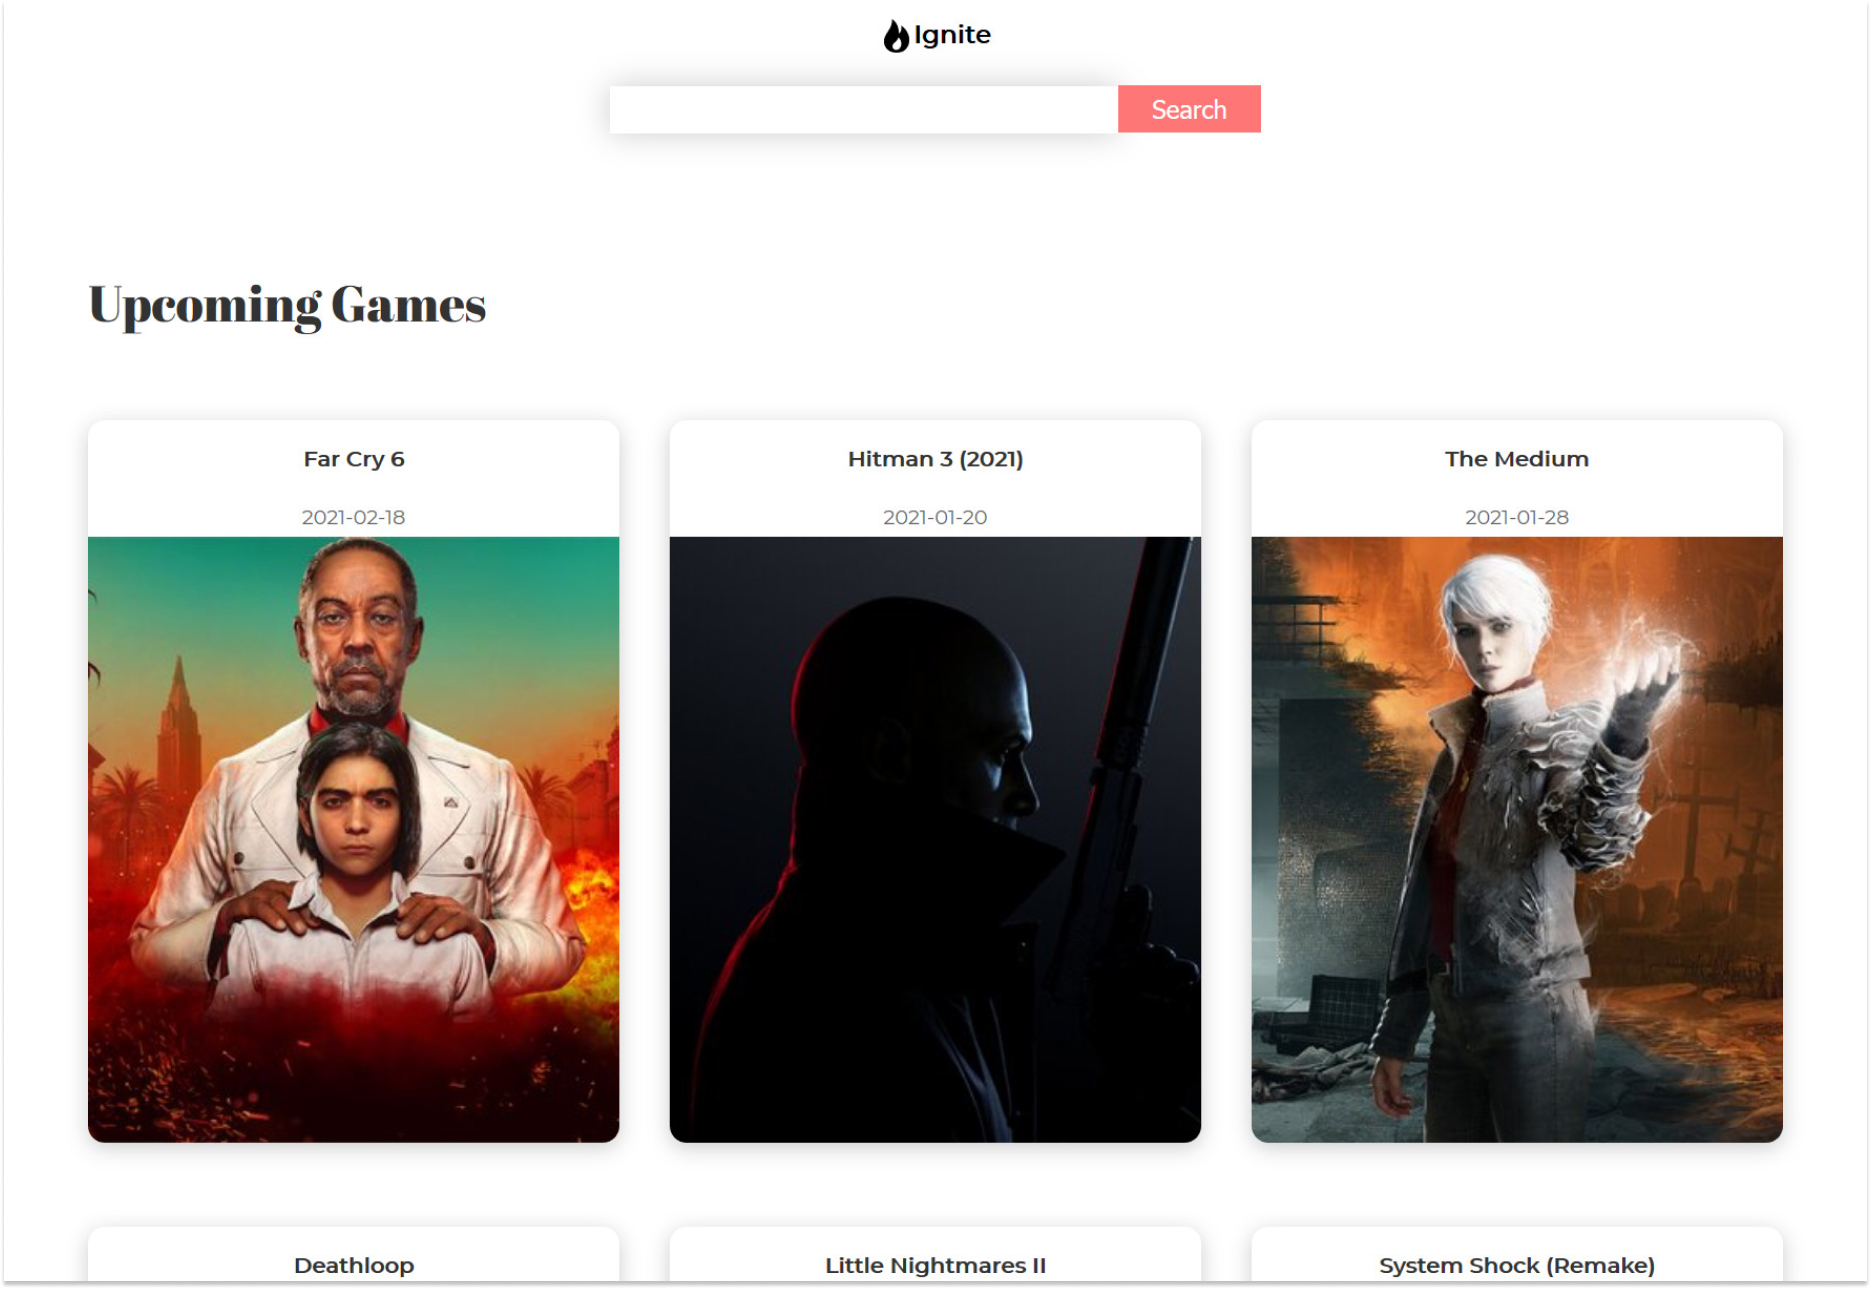 Ignite
Search
Upcoming Games
Far Cry 6
2021-02-18
Hitman 3 (2021)
2021-01-20
The Medium
2021-01-28
Deathloop
Little Nightmares II
System Shock (Remake)